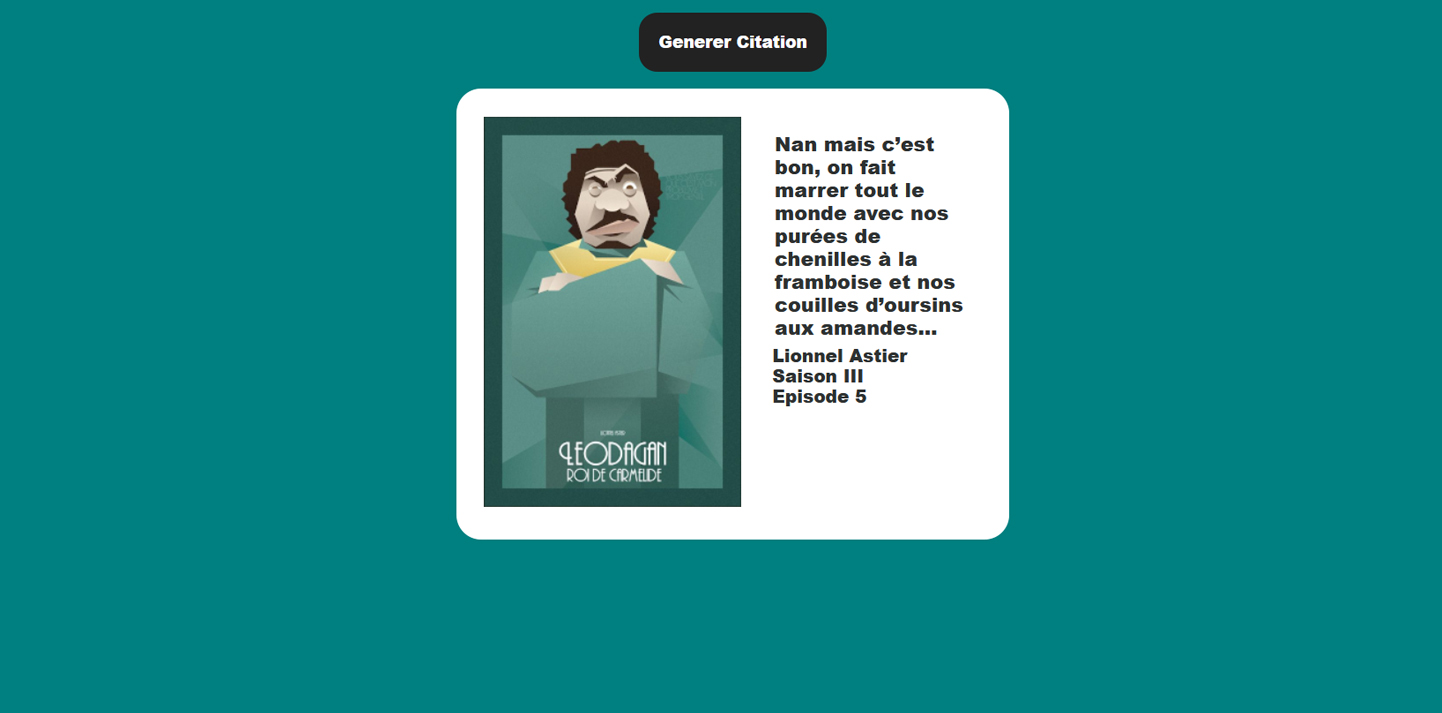 Generer Citation
Nan mais c’est
bon, on fait
marrer tout le
monde avec nos
purées de
chenilles à la
framboise et nos
couilles d’oursins
aux amandes...
Lionnel Astier
Saison III
Episode 5
LEODAGAN
ROI DE CARMELIDE